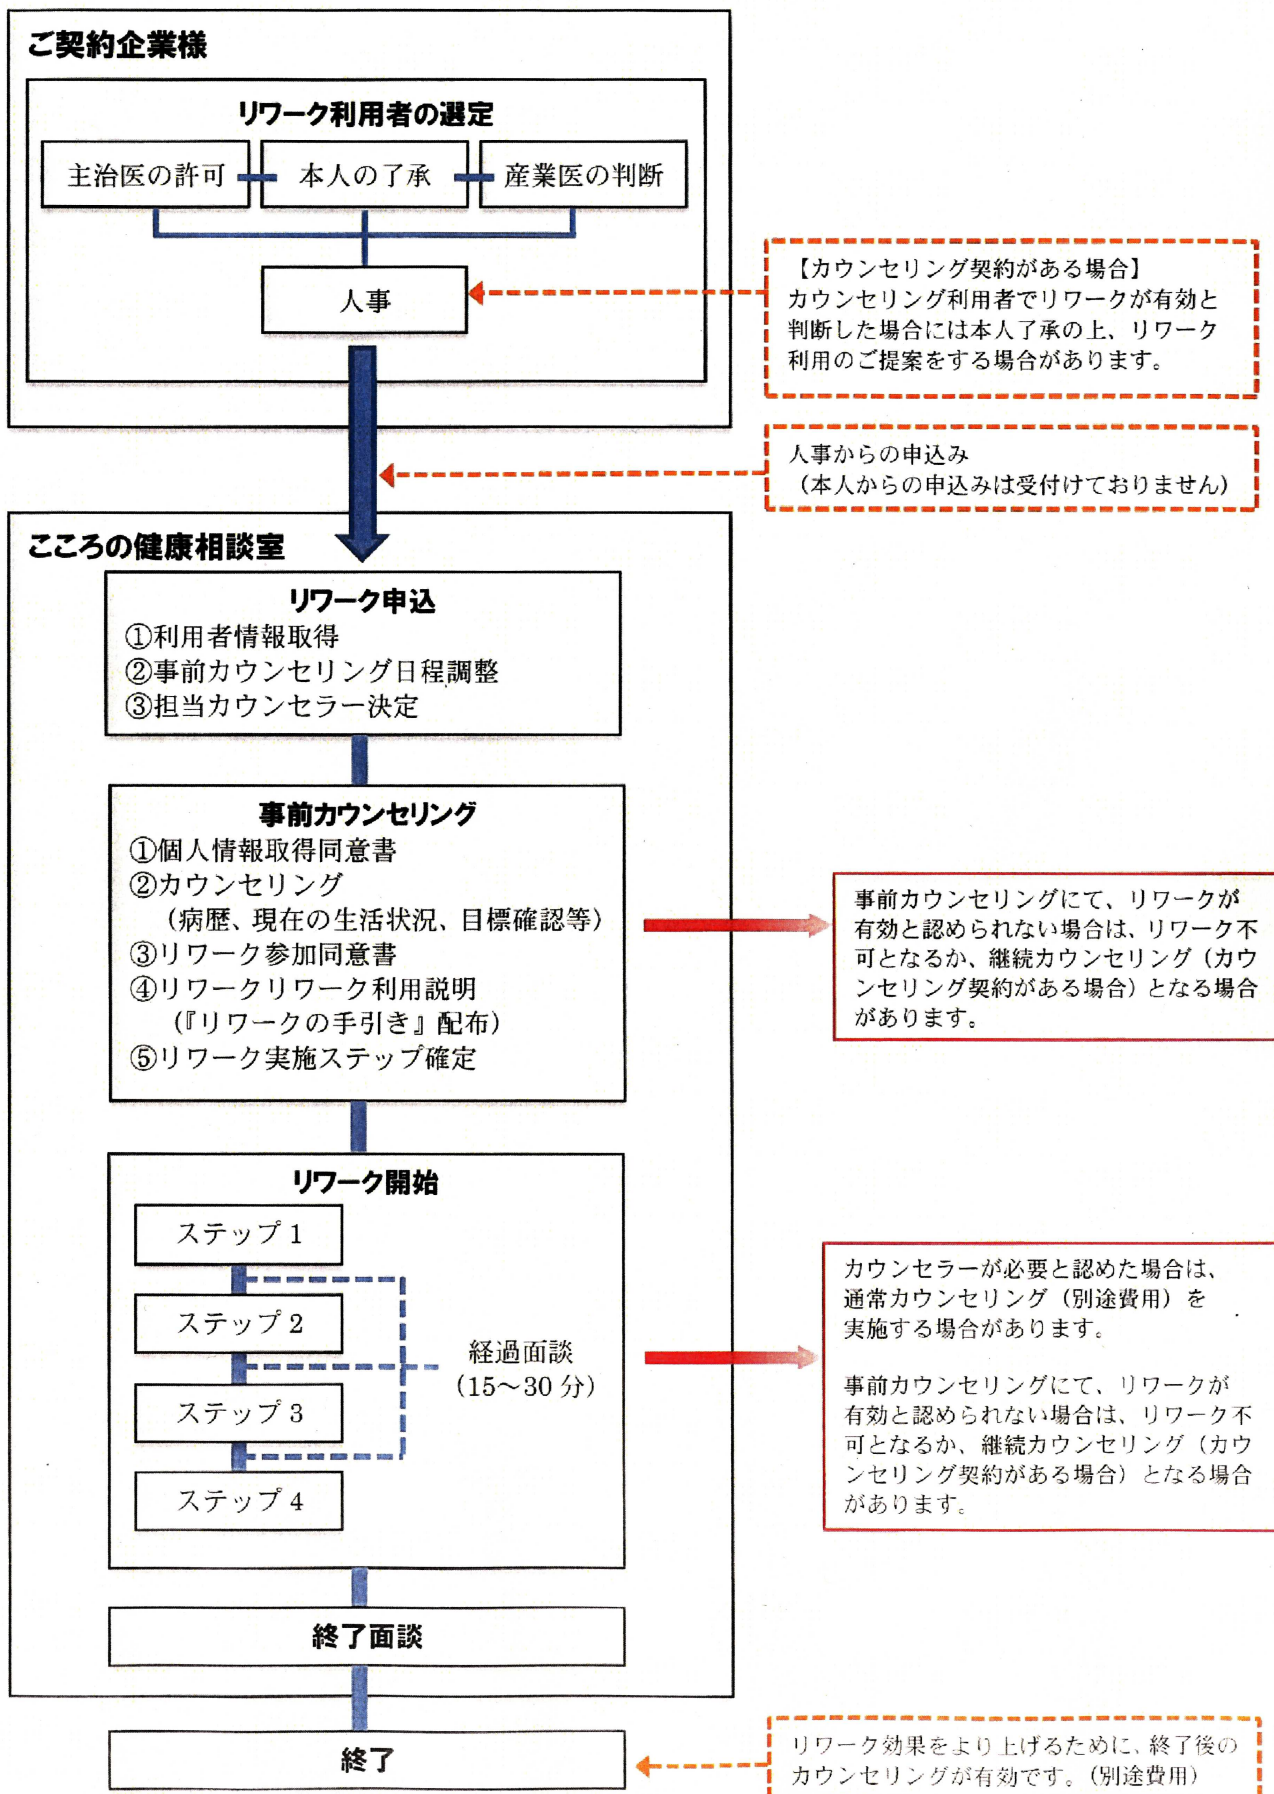 ご契約企業様
リワーク利用者の選定
主治医の許可
本人の了承
産業医の判断
人事
【カウンセリング契約がある場合】
カウンセリング利用者でリワークが有効と
判断した場合には本人了承の上、リワーク
利用のご提案をする場合があります。
人事からの申込み
（本人からの申込みは受付けておりません）
こころの健康相談室
リワーク申込
①利用者情報取得
②事前カウンセリング日程調整
③担当カウンセラー決定
事前カウンセリング
①個人情報取得同意書
②カウンセリング
（病歴、現在の生活状況、目標確認等）
③リワーク参加同意書
④リワークリワーク利用説明
（『リワークの手引き』配布）
⑤リワーク実施ステップ確定
事前カウンセリングにて、リワークが
有効と認められない場合は、リワーク不
可となるか、継続カウンセリング（カウ
ンセリング契約がある場合）となる場合
があります。
リワーク開始
ステップ 1
ステップ 2
ステップ 3
ステップ 4
経過面談
（15～30 分）
カウンセラーが必要と認めた場合は、
通常カウンセリング（別途費用）を
実施する場合があります。
事前カウンセリングにて、リワークが
有効と認められない場合は、リワーク不
可となるか、継続カウンセリング（カウ
ンセリング契約がある場合）となる場合
があります。
終了面談
終了
リワーク効果をより上げるために、終了後の
カウンセリングが有効です。（別途費用）